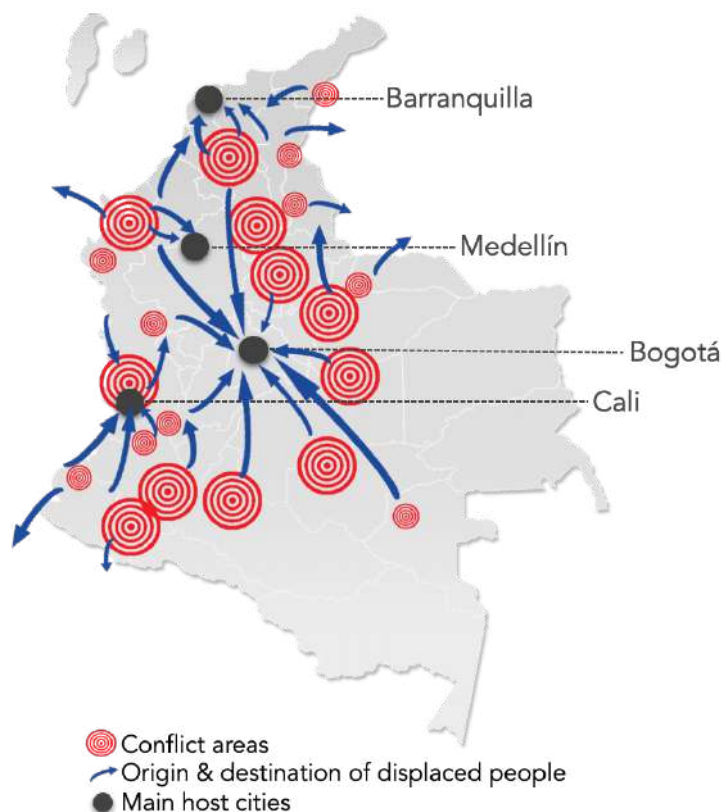 Barranquilla
Medellín
Bogotá
Cali
Conflict areas
Origin & destination of displaced people
Main host cities